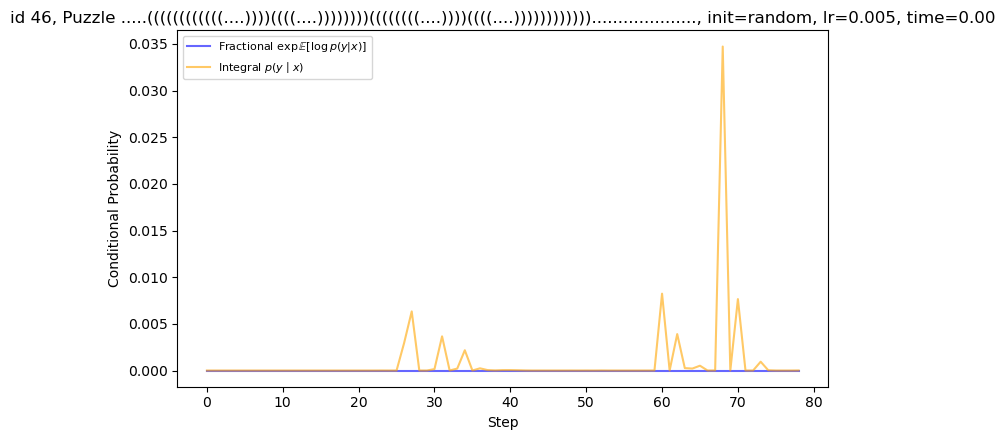 id 46, Puzzle .....((((((((((((....))))((((....))))))))((((((((....))))((((....))))))))))))....................., init=random, lr=0.005, time=0.00
Fractional exp𝔼[log p(y|x)]
Integral p(y | x)
Conditional Probability
0.035
0.030
0.025
0.020
0.015
0.010
0.005
0.000
0 10 20 30 40 50 60 70 80
Step